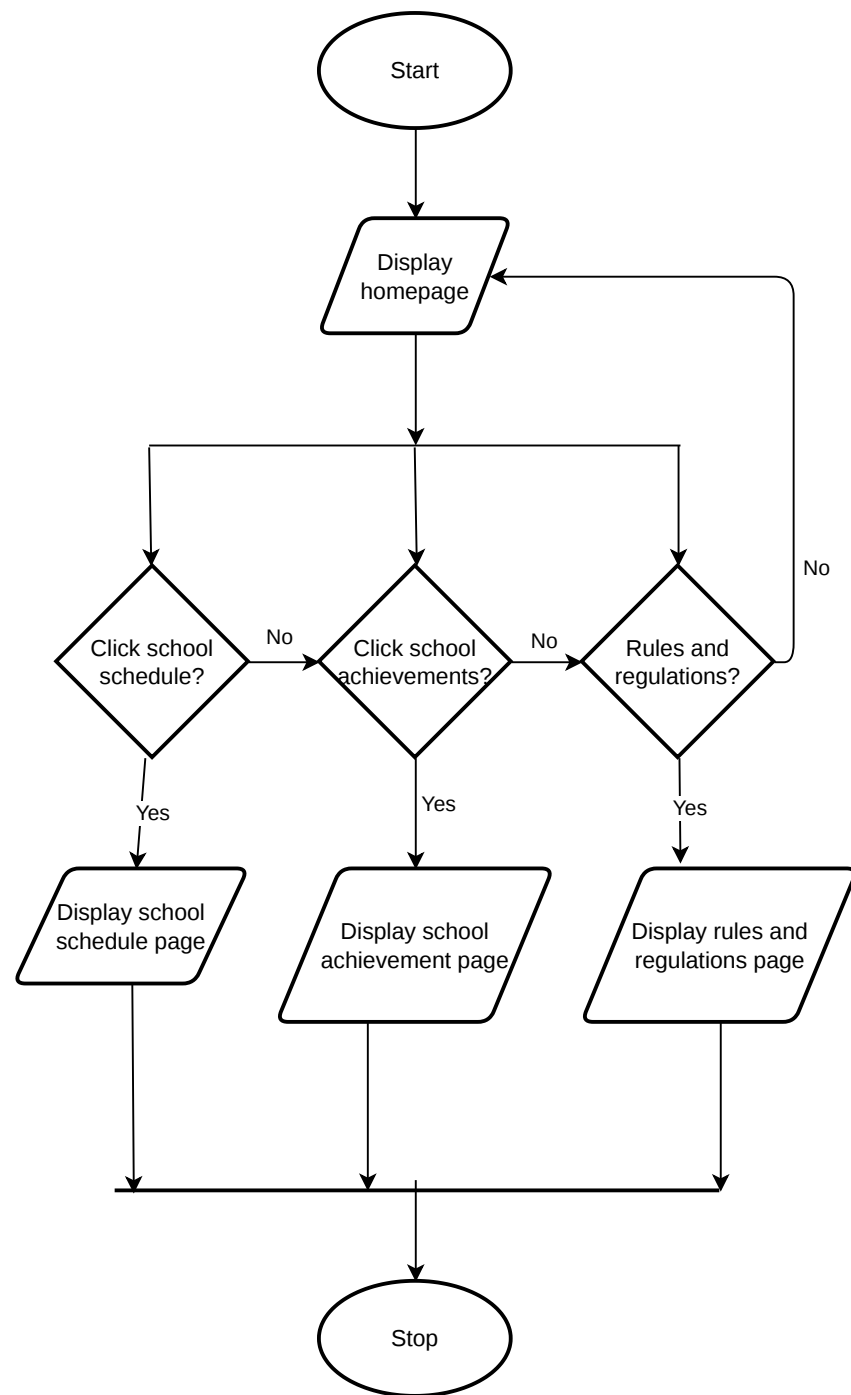 Start
Display
homepage
No
Click school
schedule?
No
Click school
achievements?
No
Rules and
regulations?
Yes
Yes
Yes
Display school
schedule page
Display school
achievement page
Display rules and
regulations page
Stop